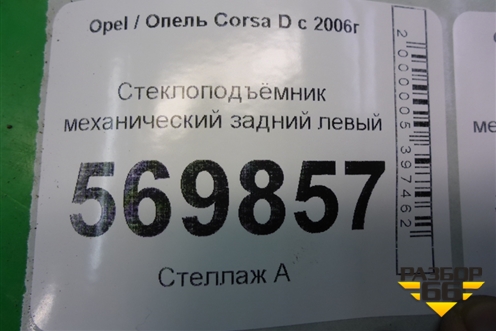 Opel / Опель Corsa D с 2006г
Стеклоподъёмник
механический задний левый
569857
Стеллаж А
2000005397462
РАЗБОР
66